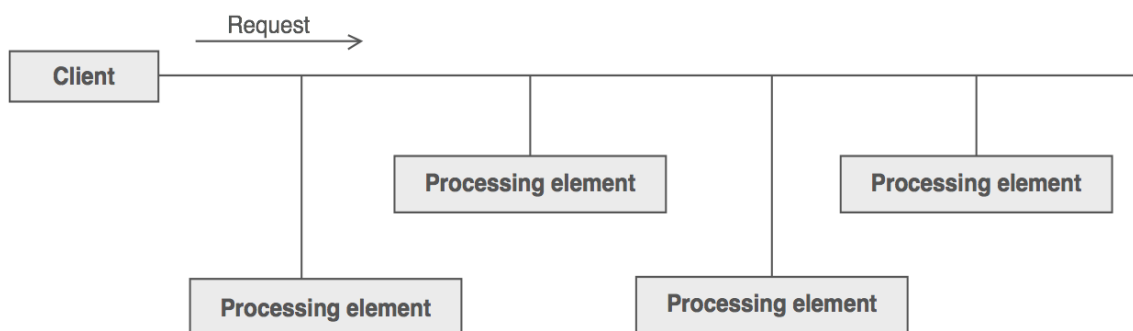 Request
Client
Processing element
Processing element
Processing element
Processing element